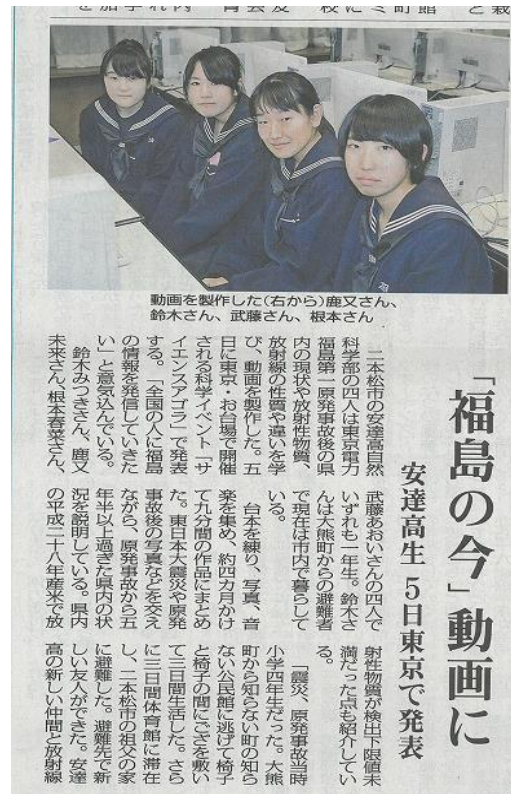 動画を製作した(右から)鹿又さん、
鈴木さん、武藤さん、根本さん
「福島の今」動画に
安達高生 5日東京で発表
二本松市の安達高自然
科学部の四人は東京電力
福島第一原発事故後の県
内の現状や放射性物質、
放射線の性質や違いを学
び、動画を製作した。五
日に東京・お台場で開催
される科学イベント「サ
イエンスアゴラ」で発表
する。「全国の人に福島
の情報を発信していきた
い」と意気込んでいる。
鈴木みつきさん、鹿又
未来さん、根本春菜さん、
武藤あおいさんの四人で
いずれも一年生。鈴木さ
んは大熊町からの避難者
で現在は市内で暮らして
いる。
台本を練り、写真、音
楽を集め、約四カ月かけ
て九分間の作品にまとめ
た。東日本大震災や原発
事故後の写真などを交え
ながら、原発事故から五
年半以上過ぎた県内の状
況を説明している。県内
の平成二十八年産米で放
射性物質が検出下限値未
満だった点も紹介してい
る。
「震災、原発事故当時
小学四年生だった。大熊
町から知らない町の知ら
ない公民館に逃げて椅子
と椅子の間にござを敷い
て三日間生活した。さら
に三日間体育館に滞在
し、二本松市の祖父の家
に避難した。避難先で新
しい友人ができた。安達
高の新しい仲間と放射線